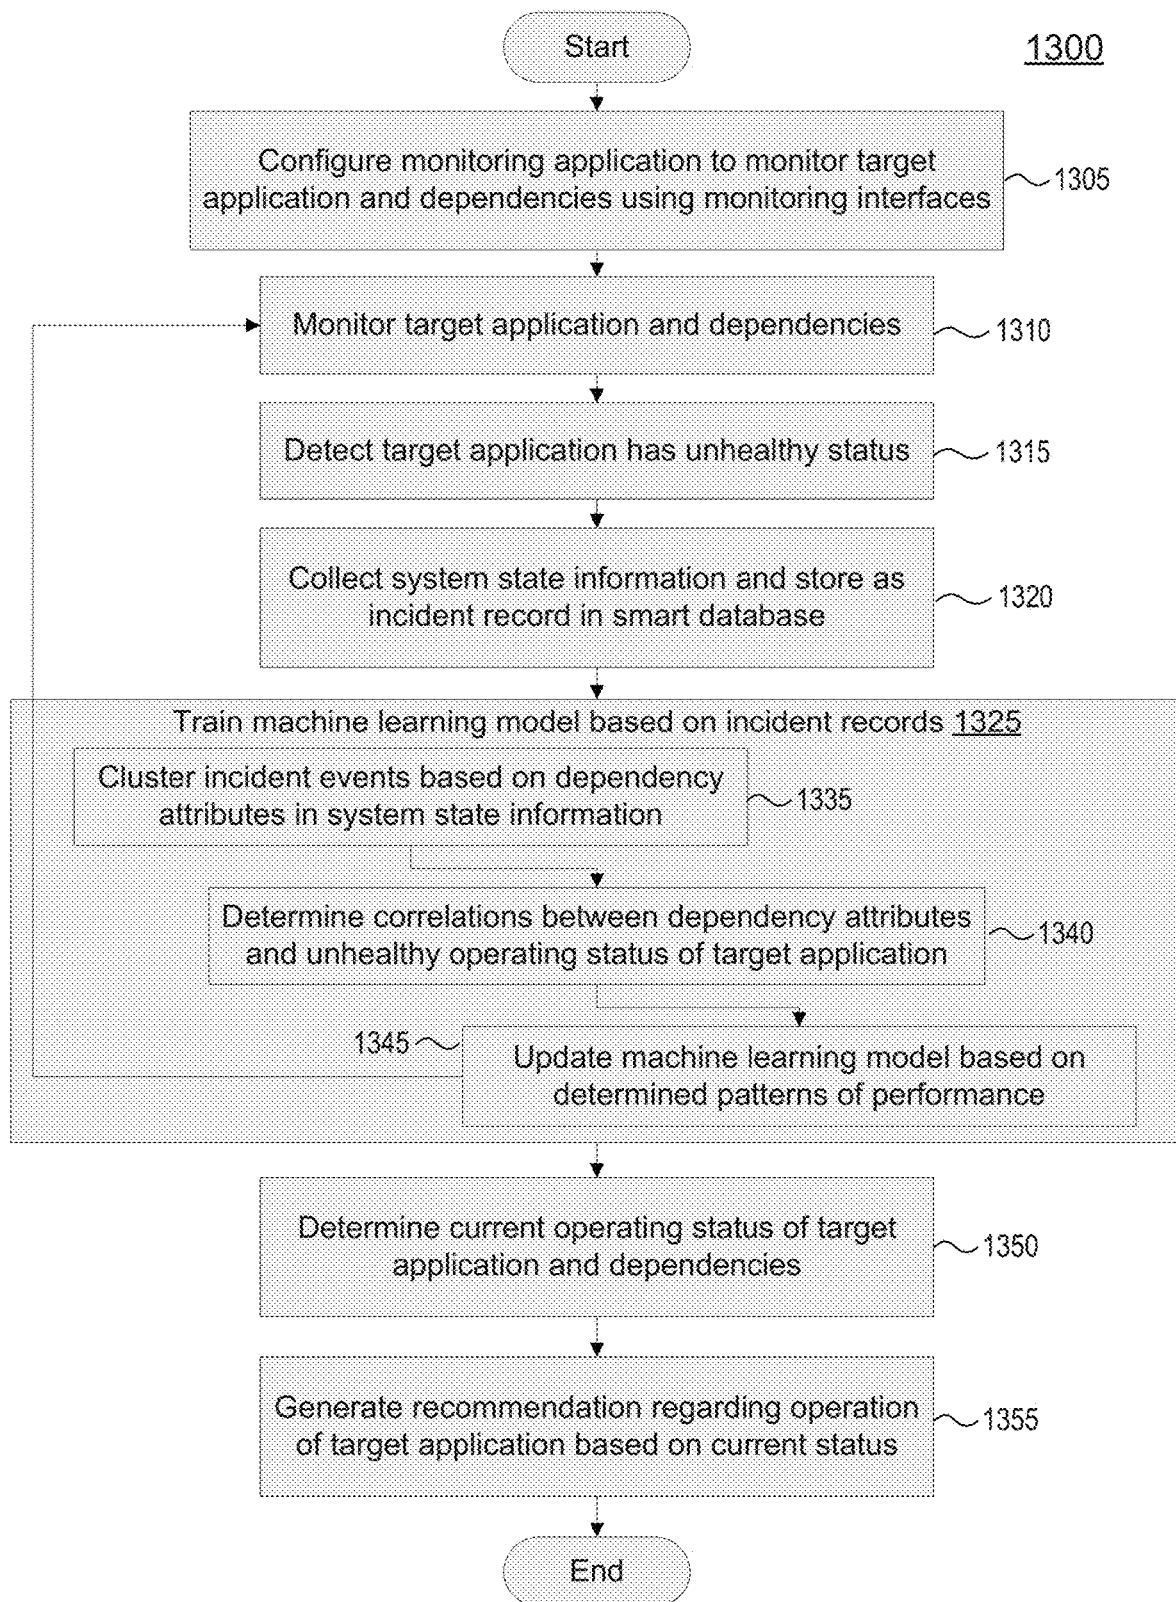 Start
1300
Configure monitoring application to monitor target
application and dependencies using monitoring interfaces
1305
Monitor target application and dependencies
1310
Detect target application has unhealthy status
1315
Collect system state information and store as
incident record in smart database
1320
Train machine learning model based on incident records 1325
Cluster incident events based on dependency
attributes in system state information
1335
Determine correlations between dependency attributes
and unhealthy operating status of target application
1340
1345
Update machine learning model based on
determined patterns of performance
Determine current operating status of target
application and dependencies
1350
Generate recommendation regarding operation
of target application based on current status
1355
End